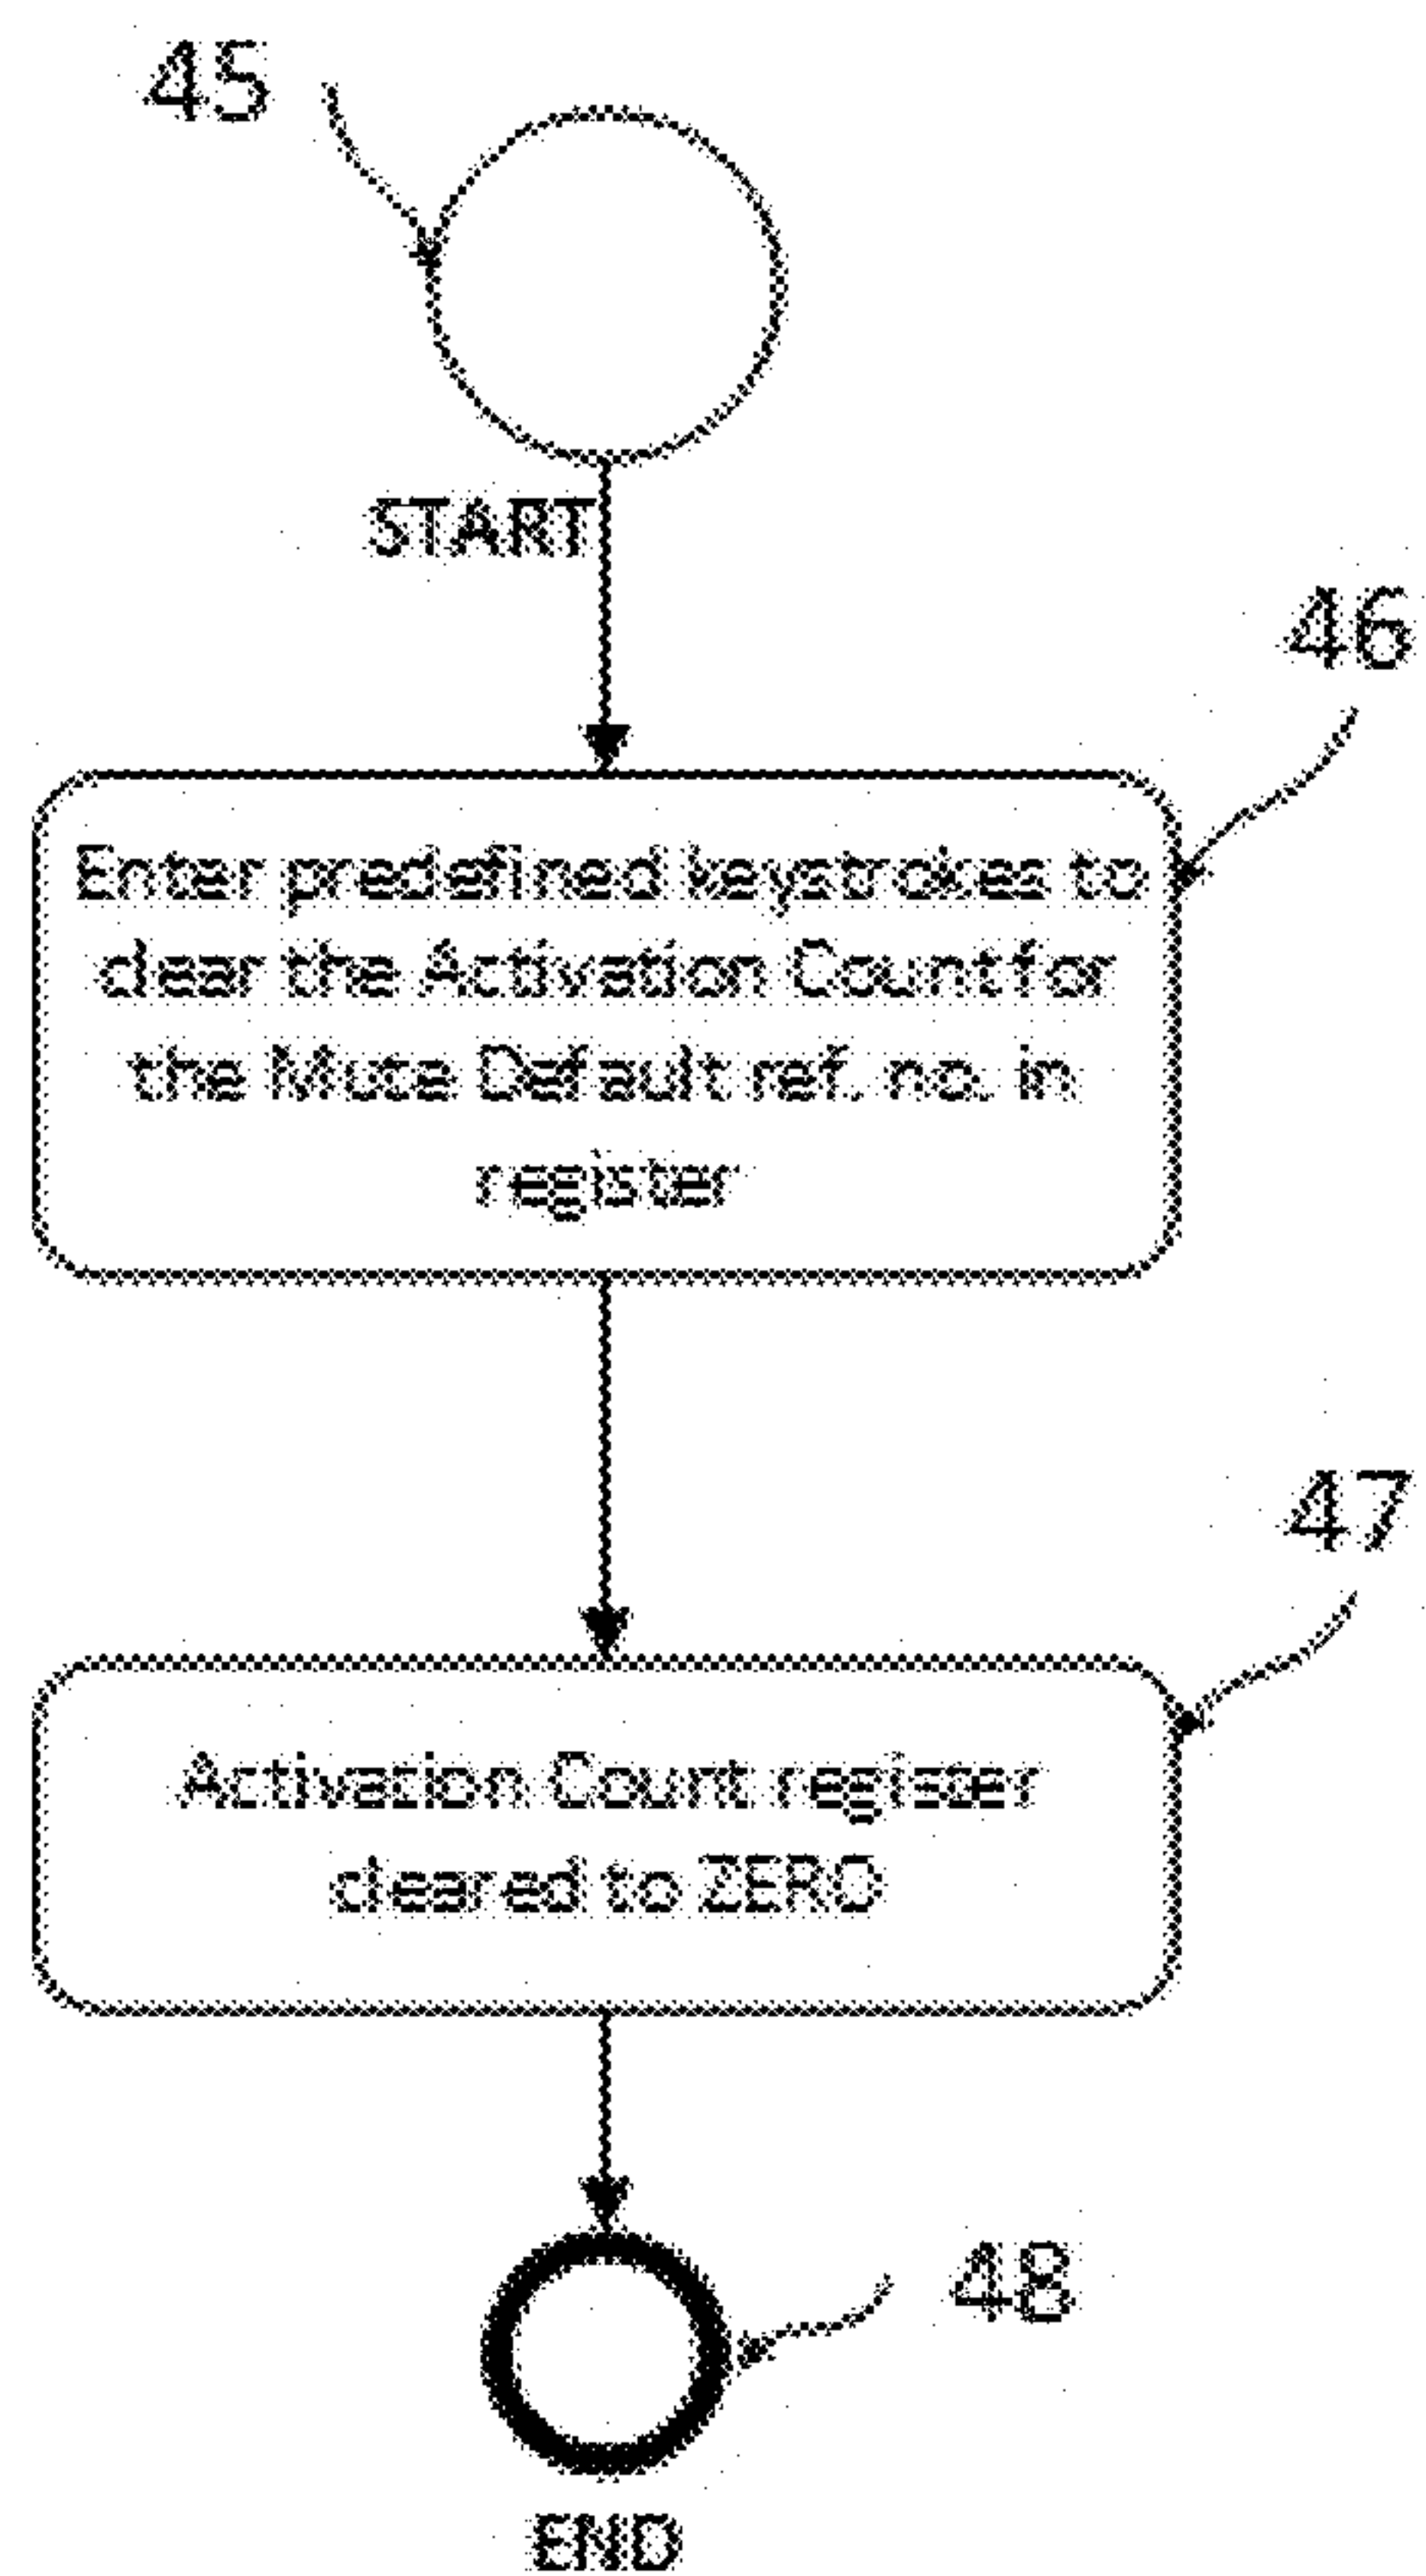 45
START
46
Enter predefined keystrokes to
clear the Activation Count for
the Mute Default ref. no. in
register
47
Activation Count register
cleared to ZERO
48
END